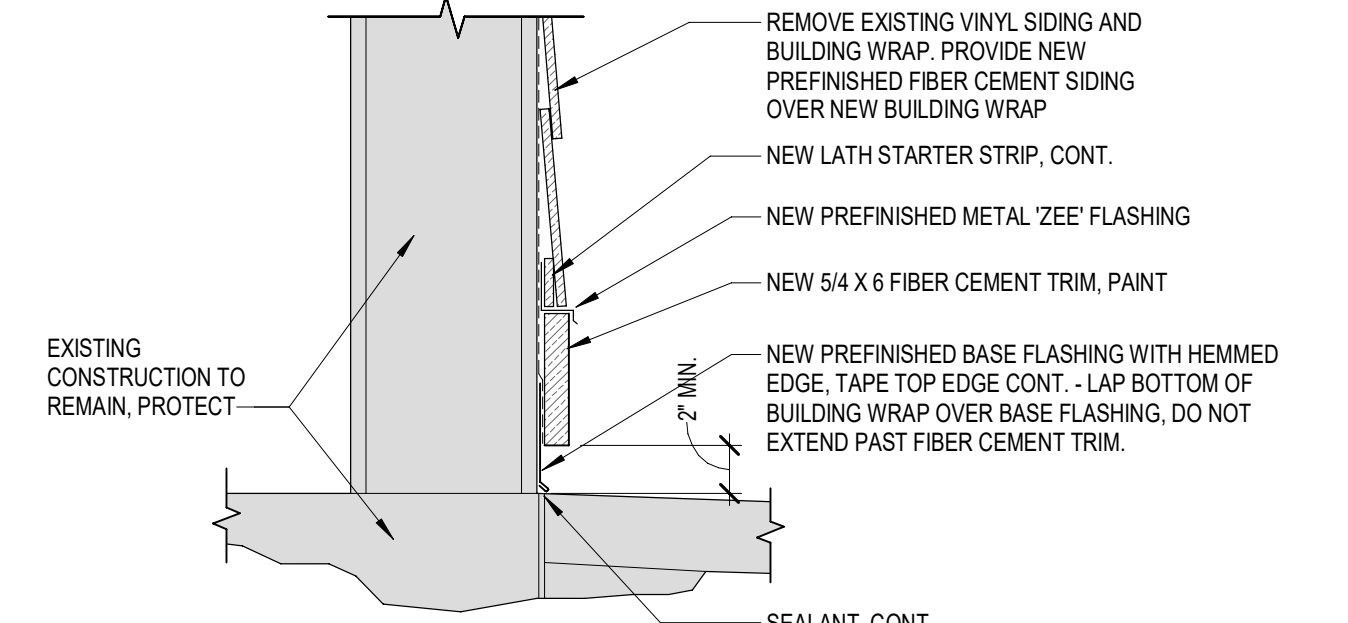 REMOVE EXISTING VINYL SIDING AND
BUILDING WRAP. PROVIDE NEW
PREFINISHED FIBER CEMENT SIDING
OVER NEW BUILDING WRAP
NEW LATH STARTER STRIP, CONT.
NEW PREFINISHED METAL 'ZEE' FLASHING
NEW 5/4 X 6 FIBER CEMENT TRIM, PAINT
EXISTING
CONSTRUCTION TO
REMAIN, PROTECT
2" MIN.
NEW PREFINISHED BASE FLASHING WITH HEMMED
EDGE, TAPE TOP EDGE CONT. - LAP BOTTOM OF
BUILDING WRAP OVER BASE FLASHING, DO NOT
EXTEND PAST FIBER CEMENT TRIM.
SEALANT, CONT.